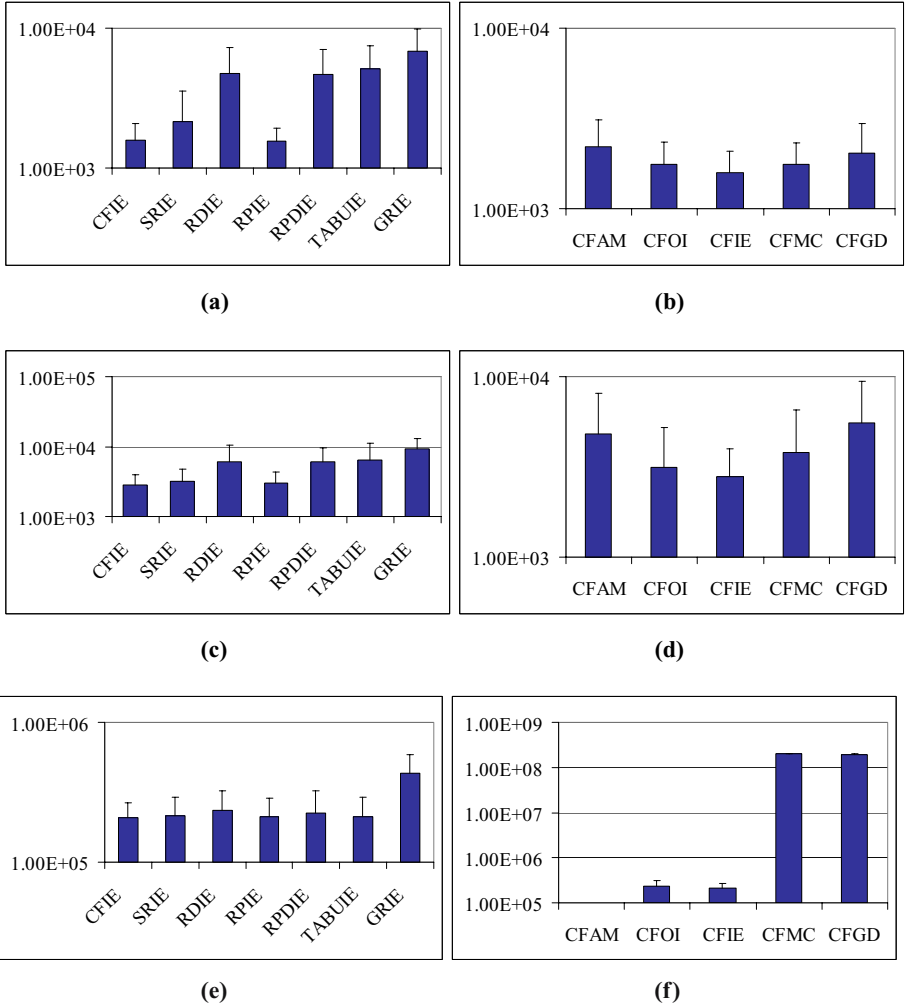 1.00E+04
1.00E+03
CFIE
SRIE
RDIE
RPIE
RPDIE
TABUIE
GRIE
(a)
1.00E+04
1.00E+03
CFAM CFOI CFIE CFMC CFGD
(b)
1.00E+05
1.00E+04
1.00E+03
CFIE
SRIE
RDIE
RPIE
RPDIE
TABUIE
GRIE
(c)
1.00E+04
1.00E+03
CFAM CFOI CFIE CFMC CFGD
(d)
1.00E+06
1.00E+05
CFIE
SRIE
RDIE
RPIE
RPDIE
TABUIE
GRIE
(e)
1.00E+09
1.00E+08
1.00E+07
1.00E+06
1.00E+05
CFAM CFOI CFIE CFMC CFGD
(f)